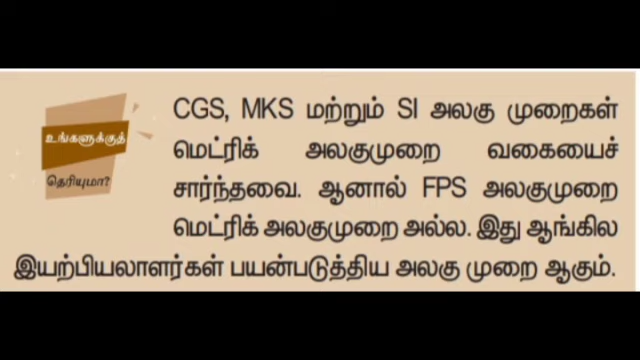 உங்களுக்குத்
தெரியுமா?
CGS, MKS மற்றும் SI அலகு முறைகள்
மெட்ரிக் அலகுமுறை வகையைச்
சார்ந்தவை. ஆனால் FPS அலகுமுறை
மெட்ரிக் அலகுமுறை அல்ல. இது ஆங்கில
இயற்பியலாளர்கள் பயன்படுத்திய அலகு முறை ஆகும்.